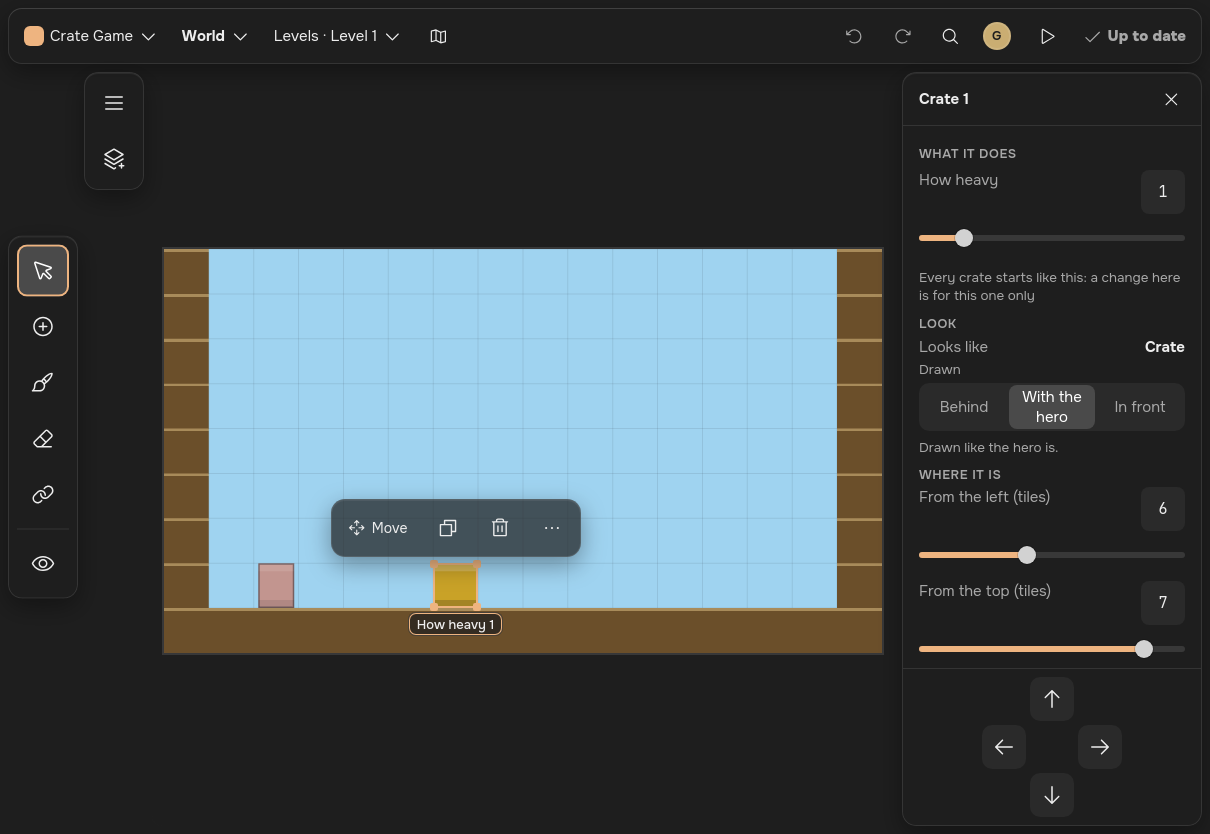 Crate Game
World
Levels · Level 1
G
Up to date
Crate 1
WHAT IT DOES
How heavy
1
Every crate starts like this: a change here
is for this one only
LOOK
Looks like
Crate
Drawn
Behind
With the
hero
In front
Drawn like the hero is.
WHERE IT IS
From the left (tiles)
6
From the top (tiles)
7
Move
How heavy 1